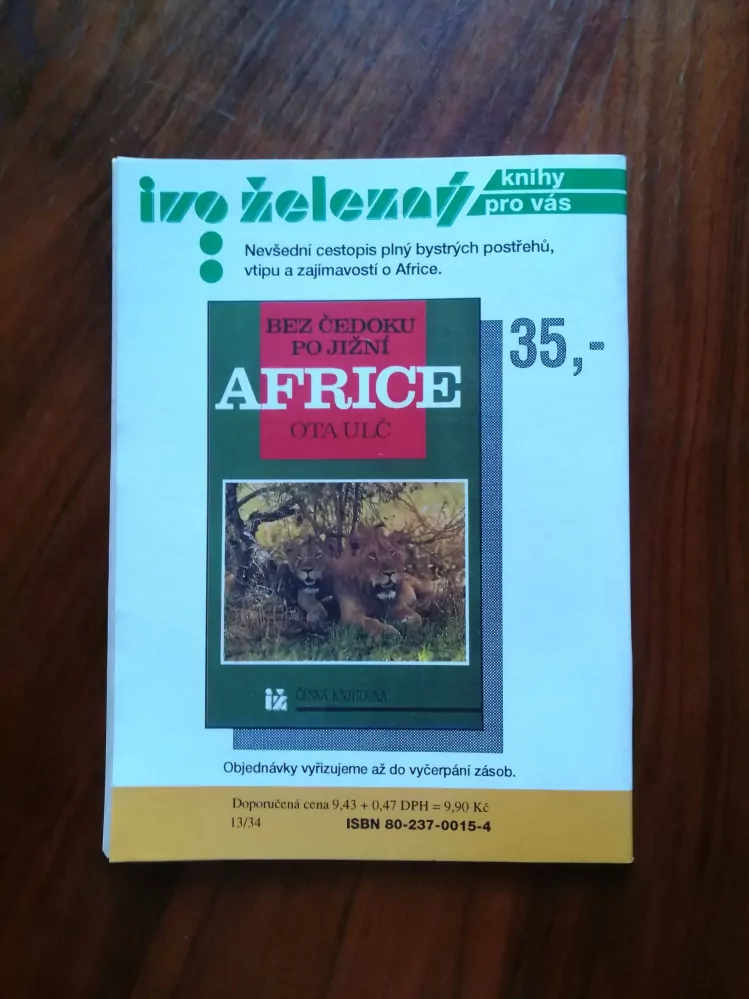 ivo železný
knihy
pro vás
Nevšední cestopis plný bystrých postřehů,
vtipu a zajímavostí o Africe.
35,-
BEZ ČEDOKU
PO JIŽNÍ
AFRICE
OTA ULČ
iž
ČESKÁ KNIHOVNA
Objednávky vyřizujeme až do vyčerpání zásob.
Doporučená cena 9,43 + 0,47 DPH = 9,90 Kč
13/34
ISBN 80-237-0015-4